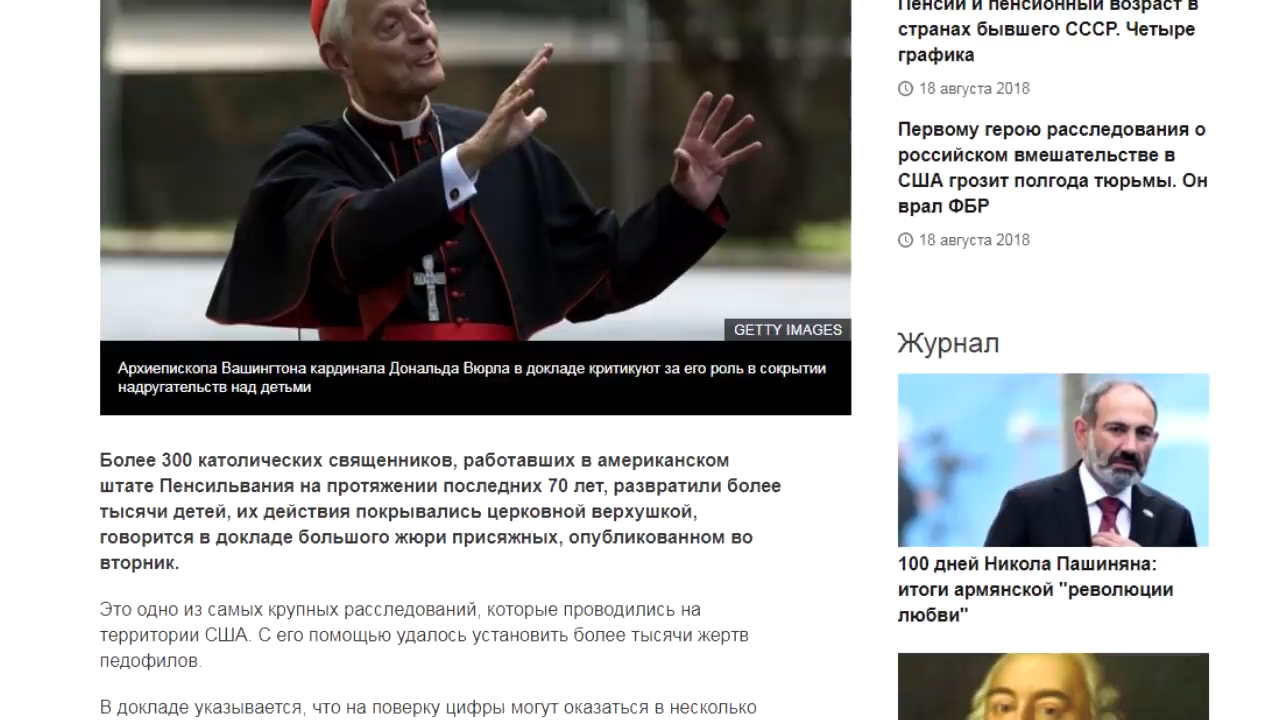 GETTY IMAGES
Архиепископа Вашингтона кардинала Дональда Вюрла в докладе критикуют за его роль в сокрытии
надругательств над детьми
Более 300 католических священников, работавших в американском
штате Пенсильвания на протяжении последних 70 лет, развратили более
тысячи детей, их действия покрывались церковной верхушкой,
говорится в докладе большого жюри присяжных, опубликованном во
вторник.
Это одно из самых крупных расследований, которые проводились на
территории США. С его помощью удалось установить более тысячи жертв
педофилов.
В докладе указывается, что на поверку цифры могут оказаться в несколько
Пенсии и пенсионный возраст в
странах бывшего СССР. Четыре
графика
18 августа 2018
Первому герою расследования о
российском вмешательстве в
США грозит полгода тюрьмы. Он
врал ФБР
18 августа 2018
Журнал
100 дней Никола Пашиняна:
итоги армянской "революции
любви"